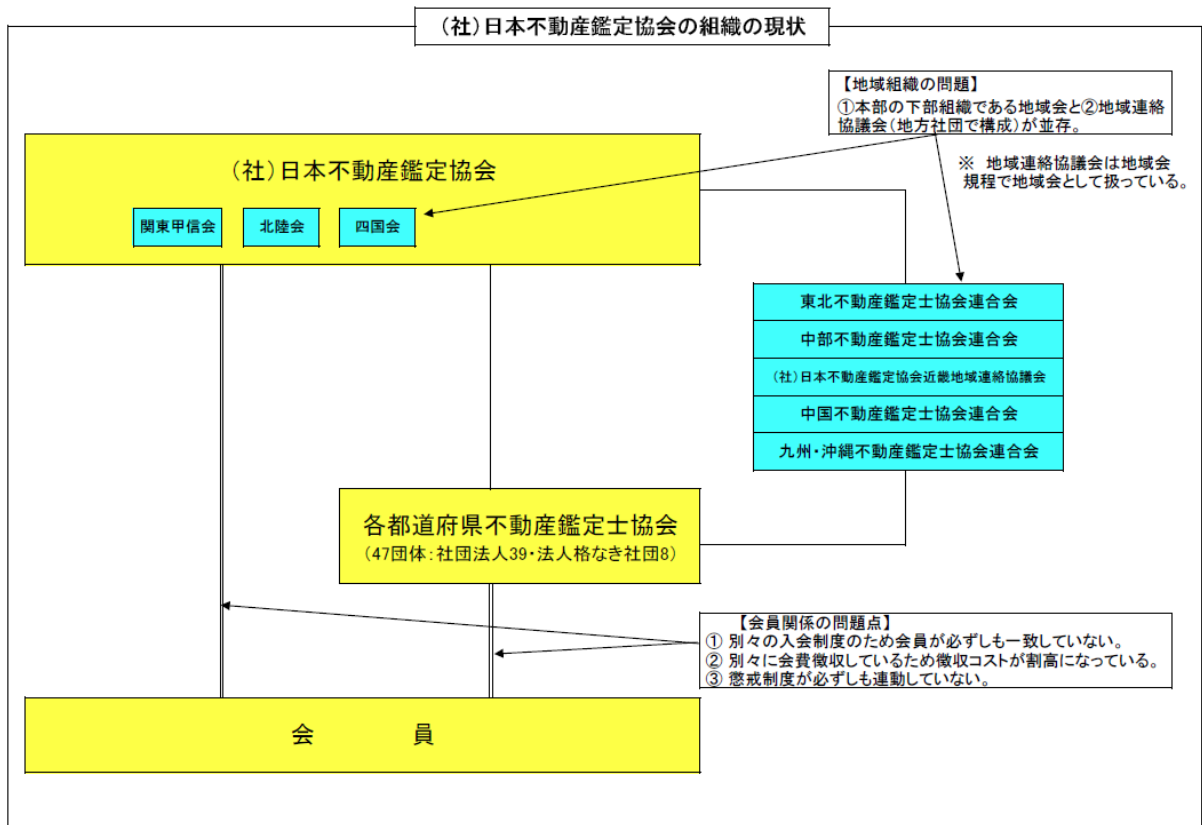 (社)日本不動産鑑定協会の組織の現状
【地域組織の問題】
①本部の下部組織である地域会と②地域連絡
協議会(地方社団で構成)が並存。
※ 地域連絡協議会は地域会
規程で地域会として扱っている。
(社)日本不動産鑑定協会
関東甲信会
北陸会
四国会
東北不動産鑑定士協会連合会
中部不動産鑑定士協会連合会
(社)日本不動産鑑定協会近畿地域連絡協議会
中国不動産鑑定士協会連合会
九州・沖縄不動産鑑定士協会連合会
各都道府県不動産鑑定士協会
(47団体:社団法人39・法人格なき社団8)
【会員関係の問題点】
① 別々の入会制度のため会員が必ずしも一致していない。
② 別々に会費徴収しているため徴収コストが割高になっている。
③ 懲戒制度が必ずしも連動していない。
会 員